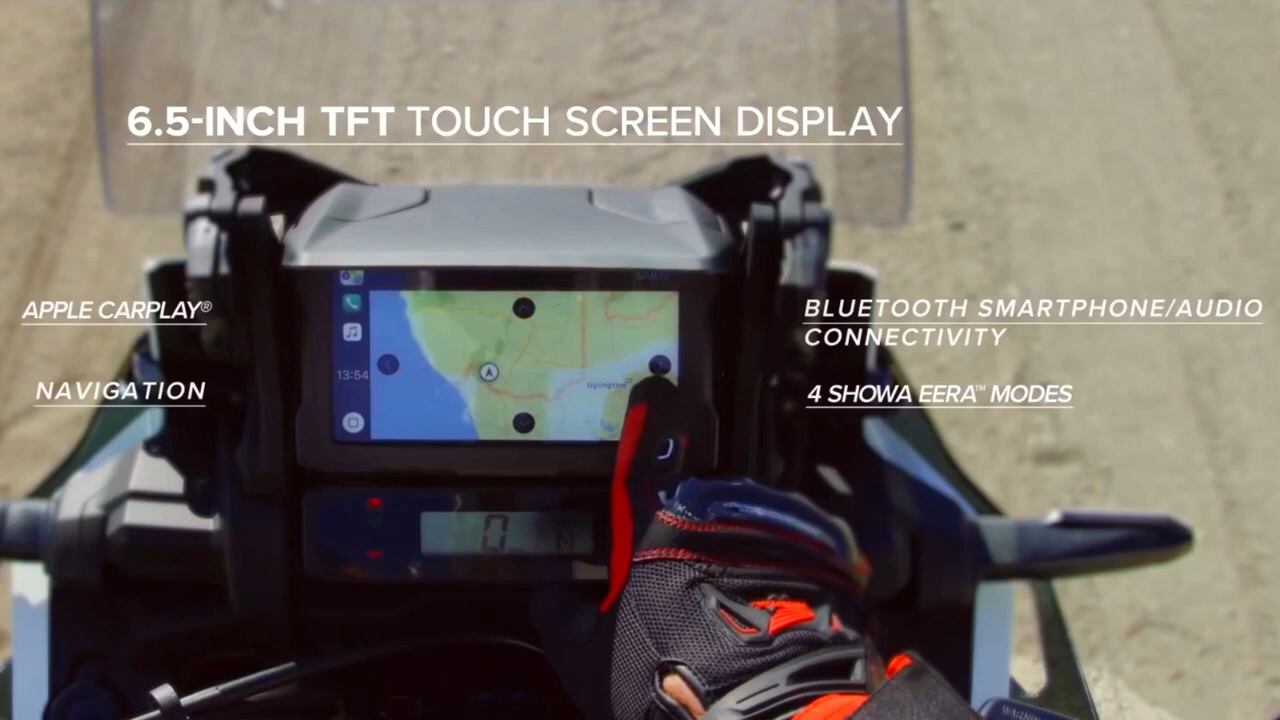 6.5-INCH TFT TOUCH SCREEN DISPLAY
APPLE CARPLAY®
NAVIGATION
BLUETOOTH SMARTPHONE/AUDIO
CONNECTIVITY
4 SHOWA EERA™ MODES
13:54
Upington
0 N